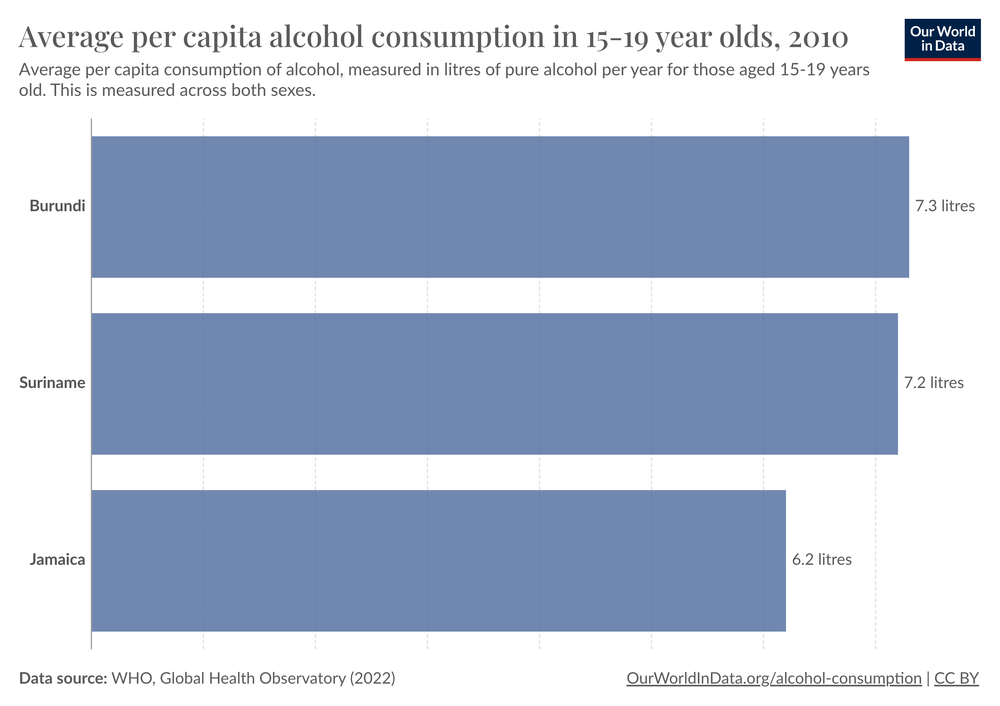 Average per capita alcohol consumption in 15-19 year olds, 2010
Our World
in Data
Average per capita consumption of alcohol, measured in litres of pure alcohol per year for those aged 15-19 years
old. This is measured across both sexes.
Burundi
7.3 litres
Suriname
7.2 litres
Jamaica
6.2 litres
Data source: WHO, Global Health Observatory (2022)
OurWorldInData.org/alcohol-consumption | CC BY